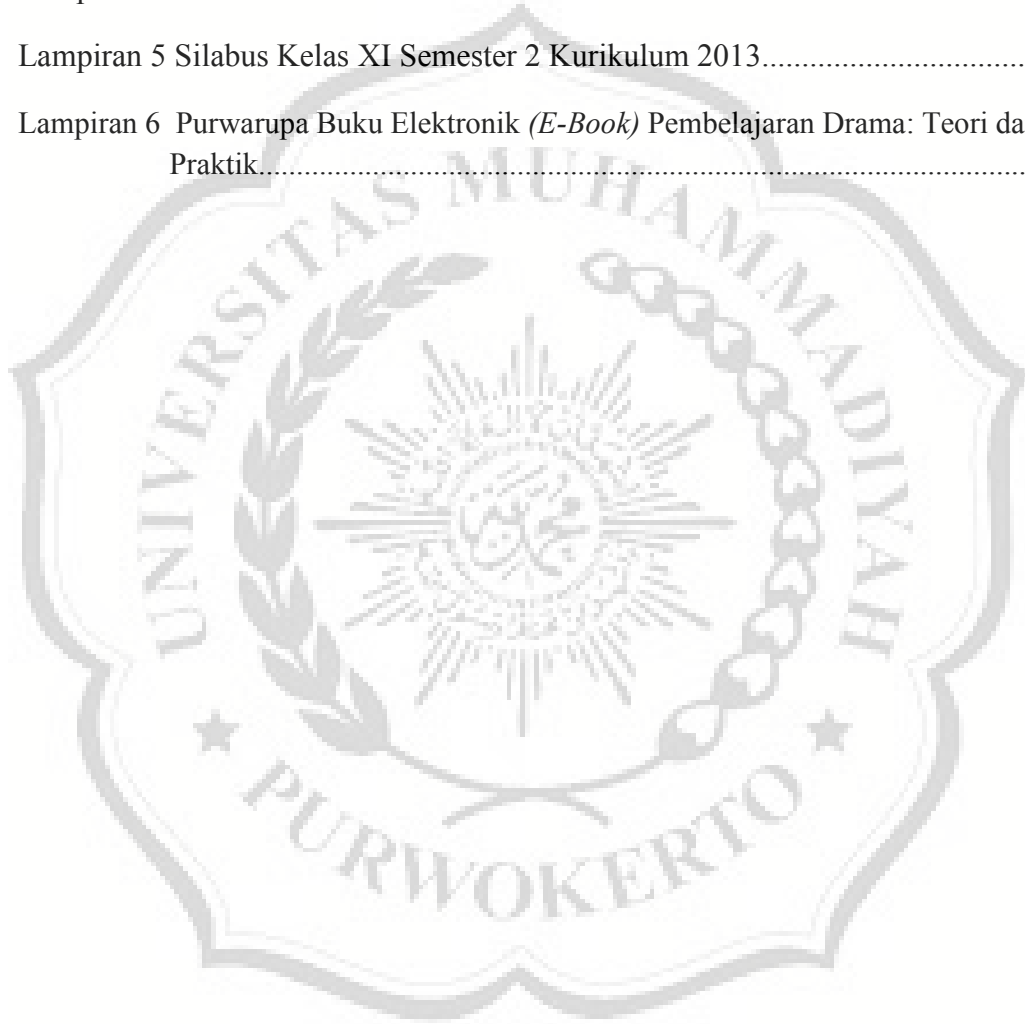 Lampiran 5 Silabus Kelas XI Semester 2 Kurikulum 2013..................................
Lampiran 6  Purwarupa Buku Elektronik (E-Book) Pembelajaran Drama: Teori da
Praktik................................................................................................
UNIVERSITAS MUHAMMADIYAH
PURWOKERTO